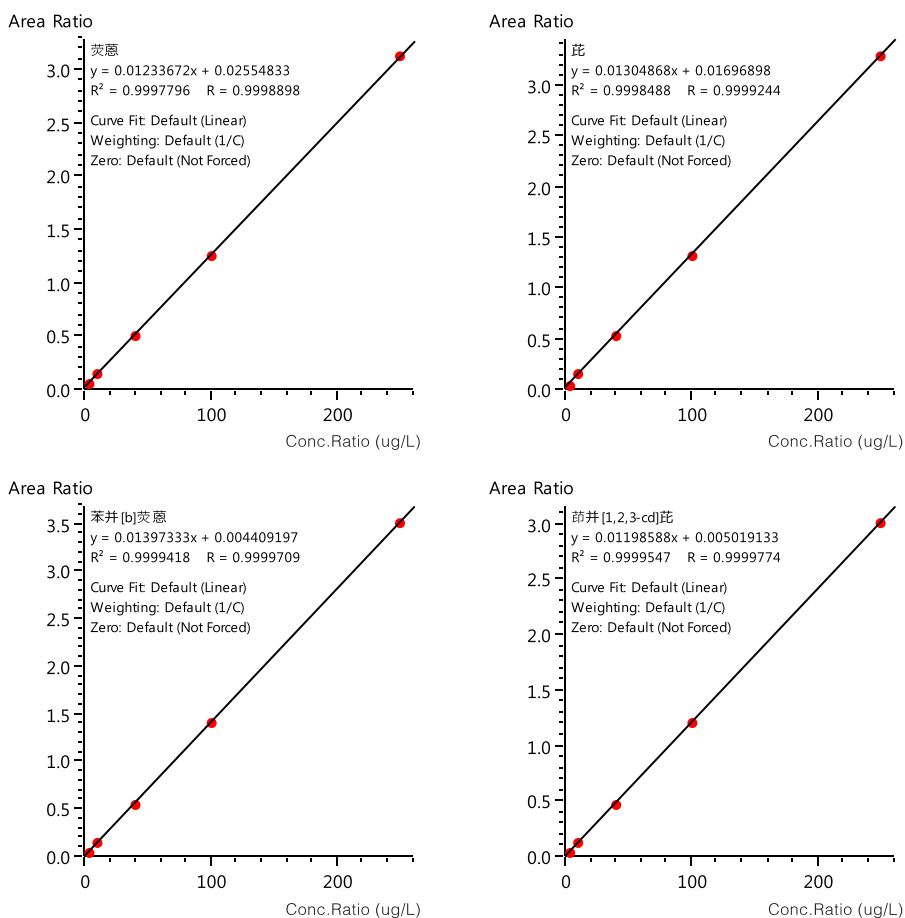 Area Ratio
荧蒽
y = 0.01233672x + 0.02554833
R² = 0.9997796 R = 0.9998898
Curve Fit: Default (Linear)
Weighting: Default (1/C)
Zero: Default (Not Forced)
3.0
2.5
2.0
1.5
1.0
0.5
0.0
0 100 200
Conc.Ratio (ug/L)
Area Ratio
芘
y = 0.01304868x + 0.01696898
R² = 0.9998488 R = 0.9999244
Curve Fit: Default (Linear)
Weighting: Default (1/C)
Zero: Default (Not Forced)
3.0
2.5
2.0
1.5
1.0
0.5
0.0
0 100 200
Conc.Ratio (ug/L)
Area Ratio
苯并[b]荧蒽
y = 0.01397333x + 0.004409197
R² = 0.9999418 R = 0.9999709
Curve Fit: Default (Linear)
Weighting: Default (1/C)
Zero: Default (Not Forced)
3.5
3.0
2.5
2.0
1.5
1.0
0.5
0.0
0 100 200
Conc.Ratio (ug/L)
Area Ratio
茚并[1,2,3-cd]芘
y = 0.01198588x + 0.005019133
R² = 0.9999547 R = 0.9999774
Curve Fit: Default (Linear)
Weighting: Default (1/C)
Zero: Default (Not Forced)
3.0
2.5
2.0
1.5
1.0
0.5
0.0
0 100 200
Conc.Ratio (ug/L)